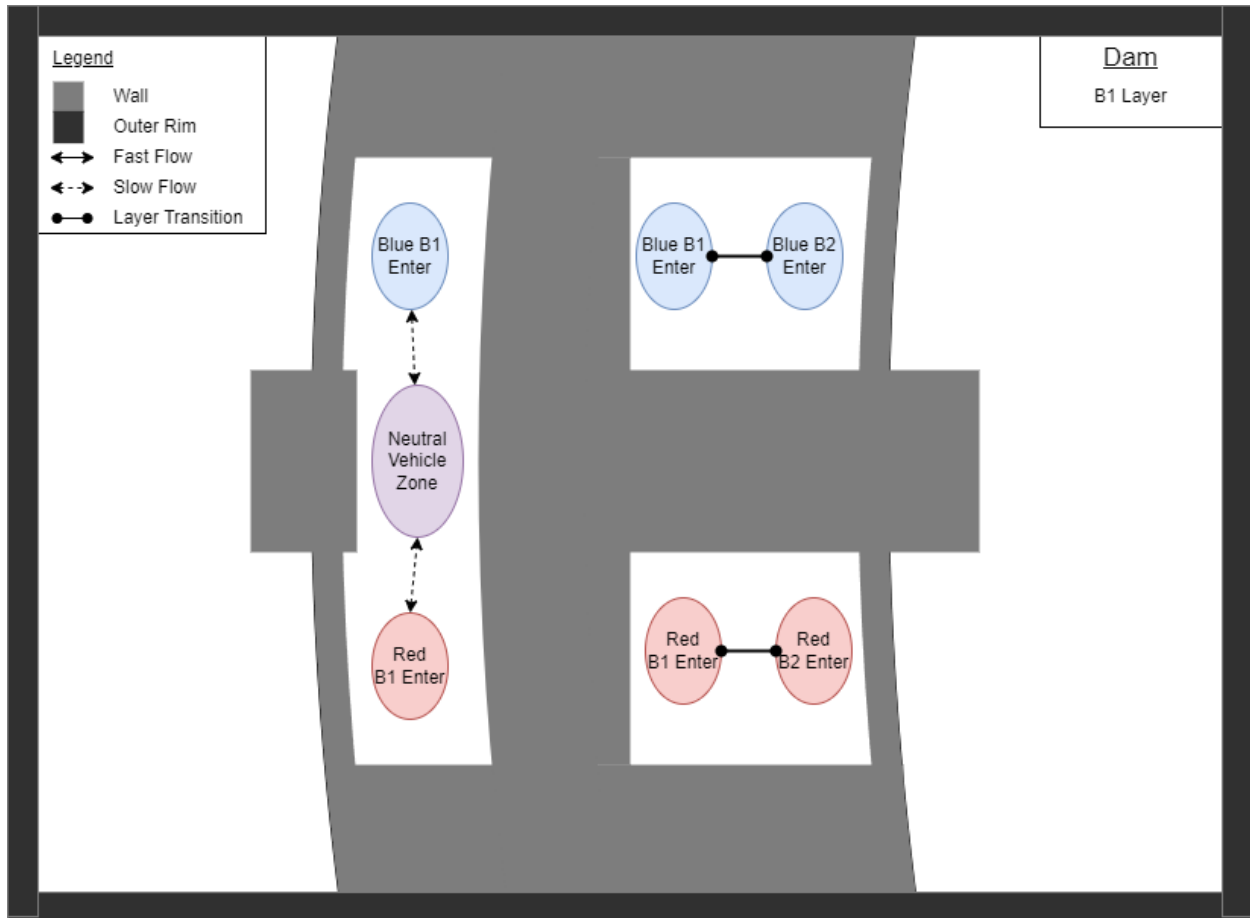 Legend
Wall
Outer Rim
Fast Flow
Slow Flow
Layer Transition
Dam
B1 Layer
Blue B1
Enter
Blue B1
Enter
Blue B2
Enter
Neutral
Vehicle
Zone
Red
B1 Enter
Red
B1 Enter
Red
B2 Enter